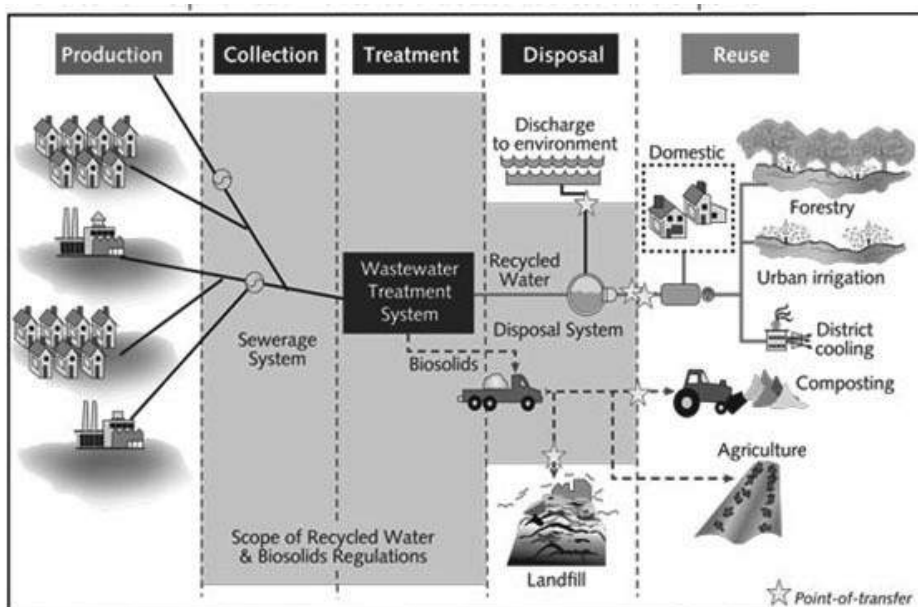 Production
Collection
Treatment
Disposal
Reuse
Discharge
to environment
Domestic
Forestry
Urban irrigation
District
cooling
Recycled
Water
Wastewater
Treatment
System
Disposal System
Sewerage
System
Biosolids
Composting
Agriculture
Scope of Recycled Water
& Biosolids Regulations
Landfill
Point-of-transfer